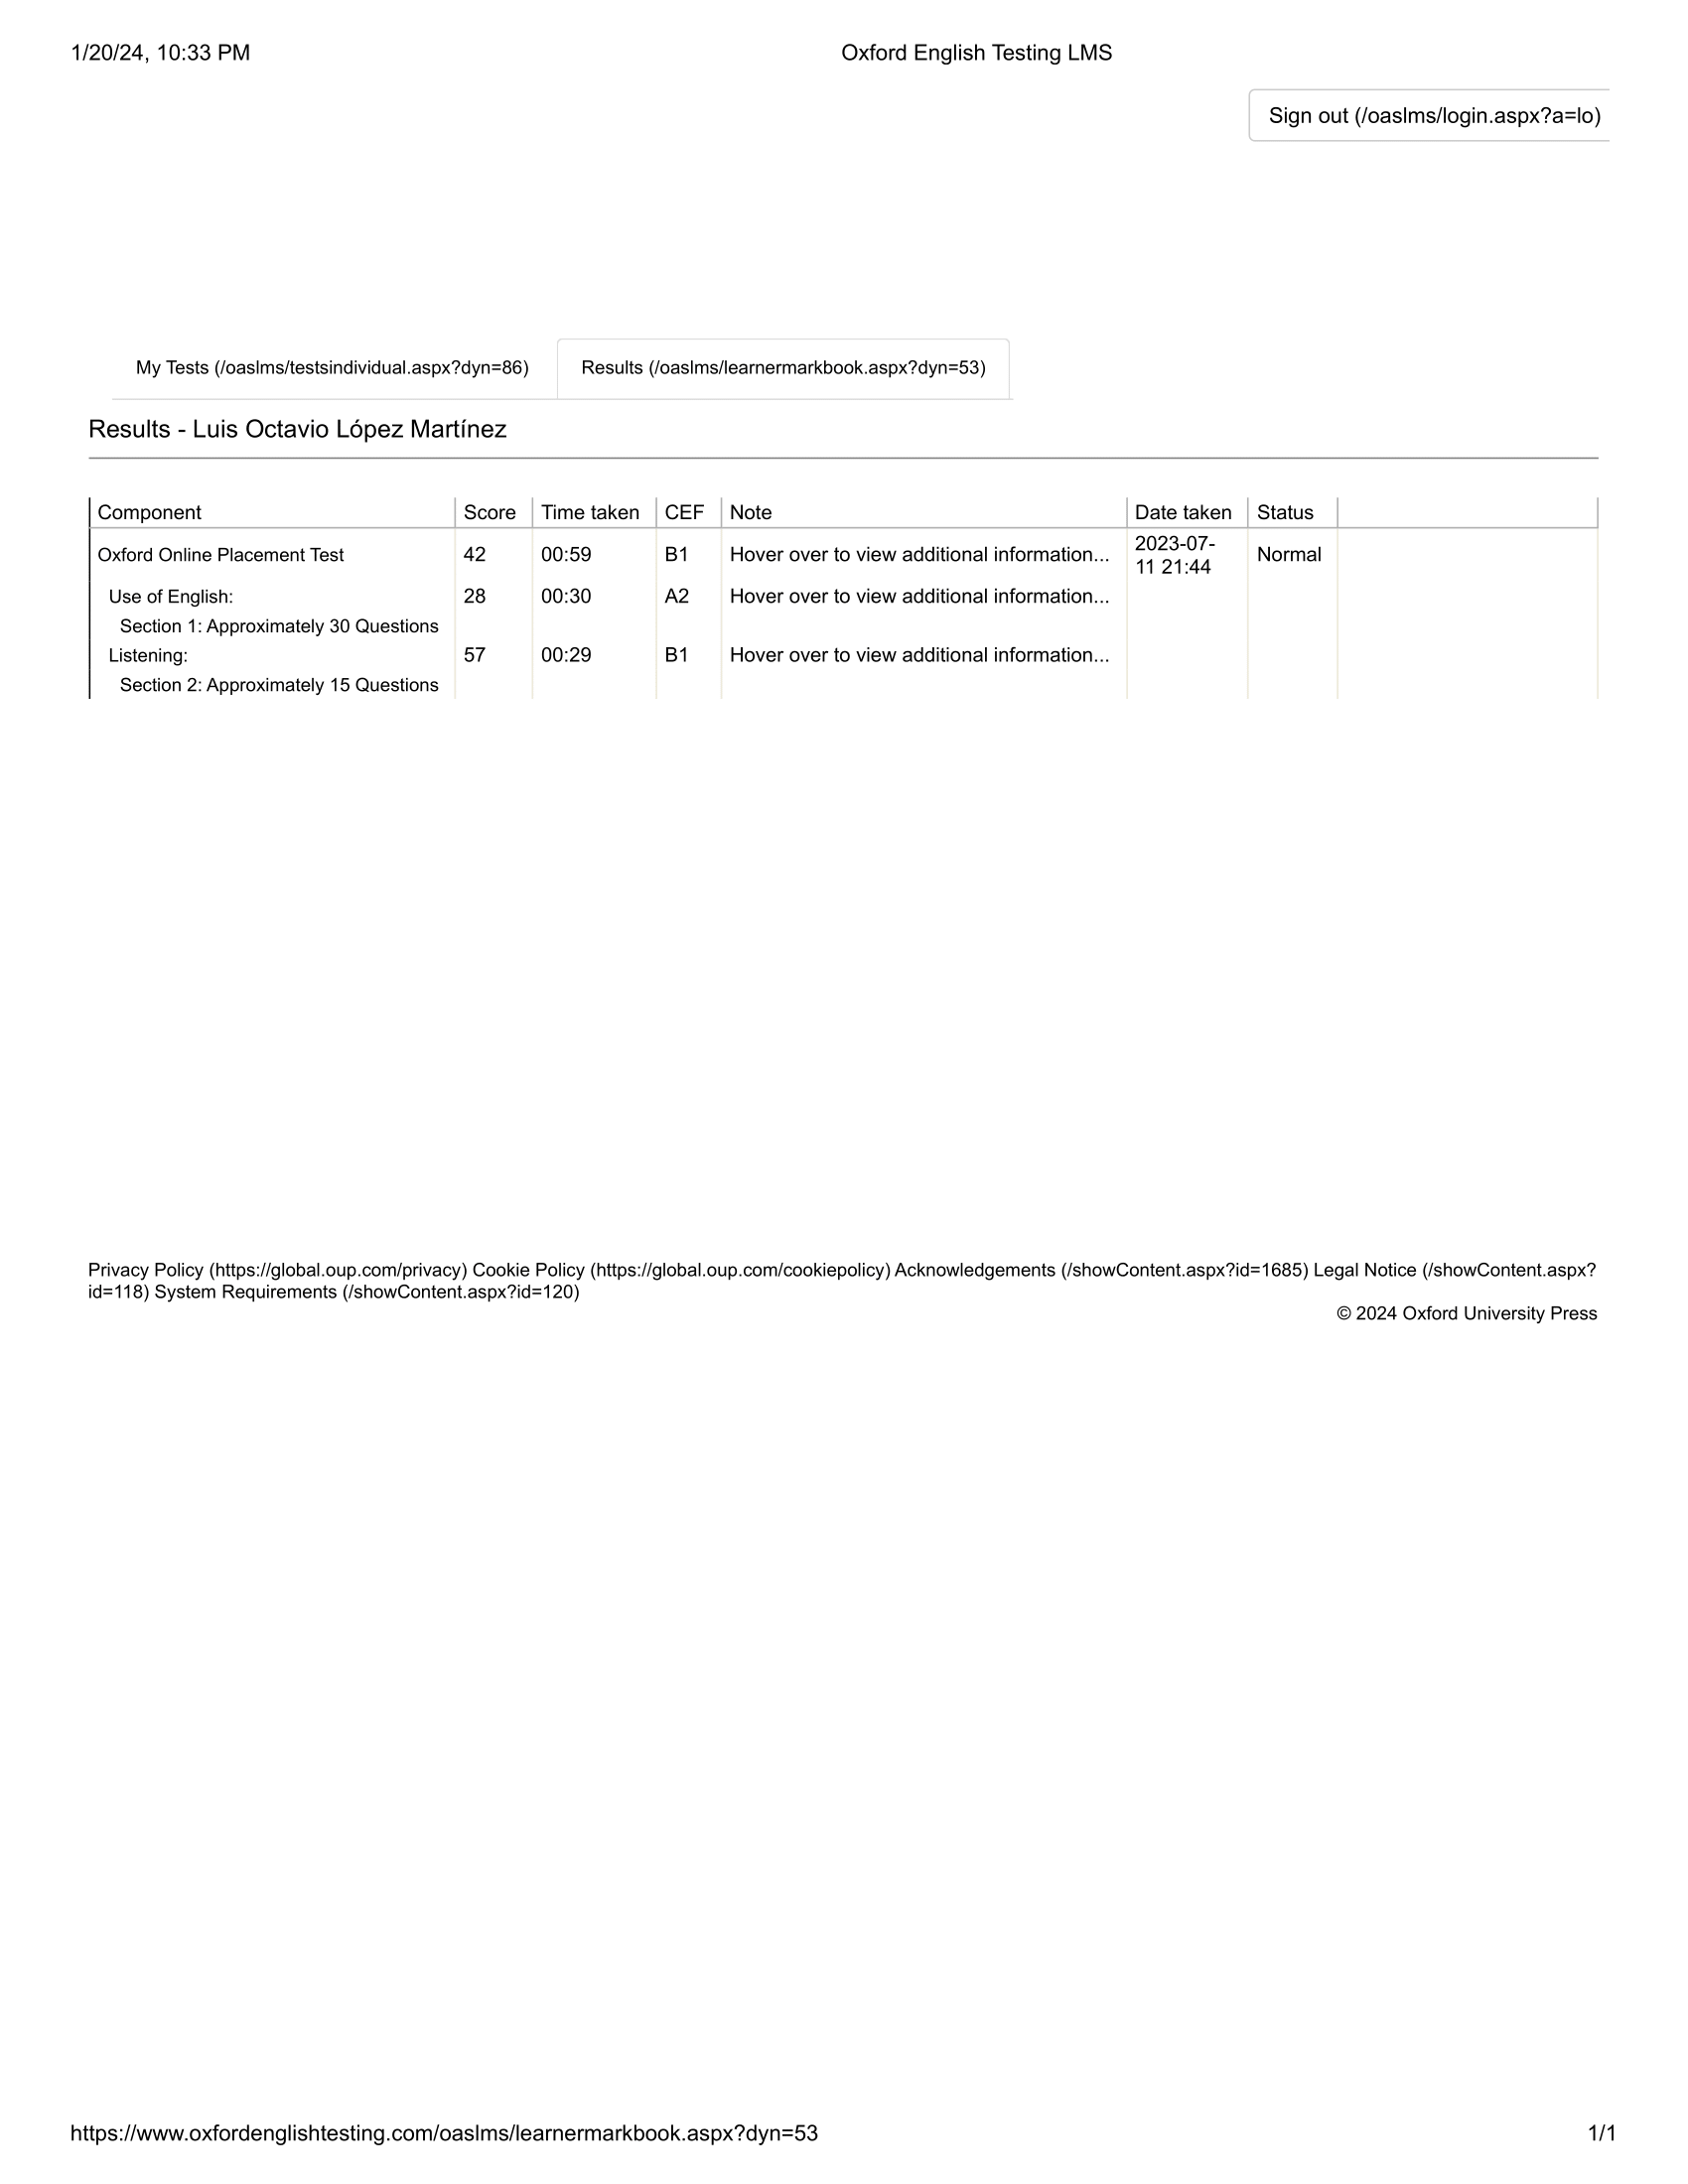 1/20/24, 10:33 PM
Oxford English Testing LMS
Sign out (/oaslms/login.aspx?a=lo)
My Tests (/oaslms/testsindividual.aspx?dyn=86)
Results (/oaslms/learnermarkbook.aspx?dyn=53)
Results - Luis Octavio López Martínez
Component Score Time taken CEF Note Date taken Status
Oxford Online Placement Test 42 00:59 B1 Hover over to view additional information... 2023-07-
11 21:44 Normal
Use of English: 28 00:30 A2 Hover over to view additional information...
Section 1: Approximately 30 Questions
Listening: 57 00:29 B1 Hover over to view additional information...
Section 2: Approximately 15 Questions
Privacy Policy (https://global.oup.com/privacy) Cookie Policy (https://global.oup.com/cookiepolicy) Acknowledgements (/showContent.aspx?id=1685) Legal Notice (/showContent.aspx?
id=118) System Requirements (/showContent.aspx?id=120)
© 2024 Oxford University Press
https://www.oxfordenglishtesting.com/oaslms/learnermarkbook.aspx?dyn=53
1/1